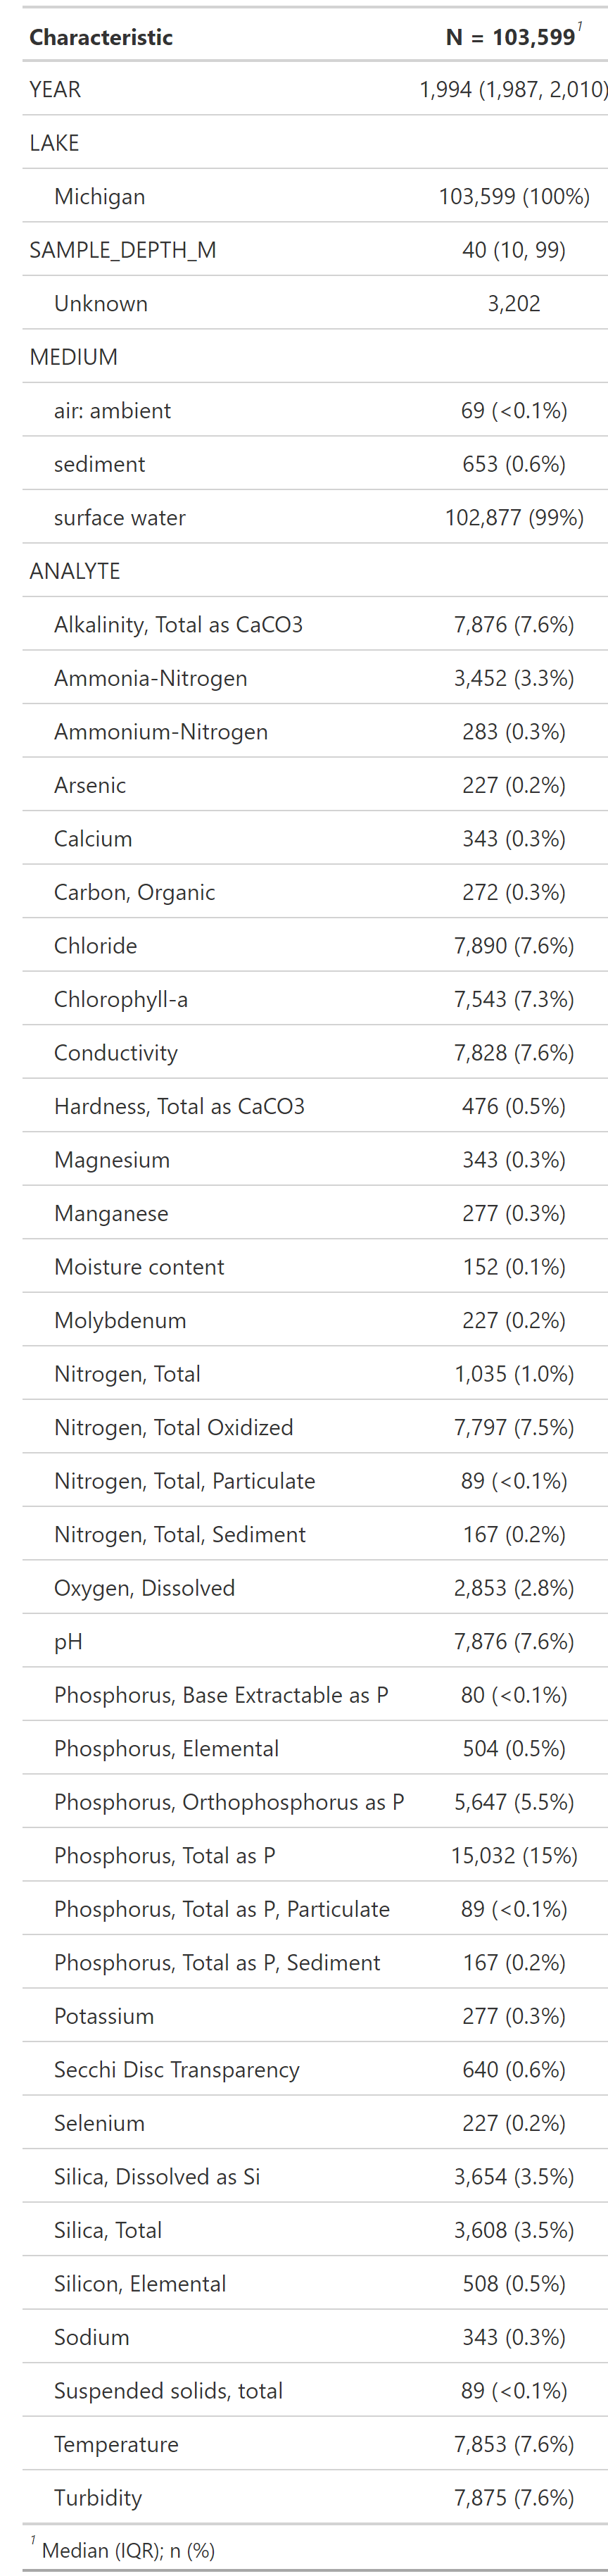 Characteristic N = 103,599¹
YEAR 1,994 (1,987, 2,010)
LAKE
Michigan 103,599 (100%)
SAMPLE_DEPTH_M 40 (10, 99)
Unknown 3,202
MEDIUM
air: ambient 69 (<0.1%)
sediment 653 (0.6%)
surface water 102,877 (99%)
ANALYTE
Alkalinity, Total as CaCO3 7,876 (7.6%)
Ammonia-Nitrogen 3,452 (3.3%)
Ammonium-Nitrogen 283 (0.3%)
Arsenic 227 (0.2%)
Calcium 343 (0.3%)
Carbon, Organic 272 (0.3%)
Chloride 7,890 (7.6%)
Chlorophyll-a 7,543 (7.3%)
Conductivity 7,828 (7.6%)
Hardness, Total as CaCO3 476 (0.5%)
Magnesium 343 (0.3%)
Manganese 277 (0.3%)
Moisture content 152 (0.1%)
Molybdenum 227 (0.2%)
Nitrogen, Total 1,035 (1.0%)
Nitrogen, Total Oxidized 7,797 (7.5%)
Nitrogen, Total, Particulate 89 (<0.1%)
Nitrogen, Total, Sediment 167 (0.2%)
Oxygen, Dissolved 2,853 (2.8%)
pH 7,876 (7.6%)
Phosphorus, Base Extractable as P 80 (<0.1%)
Phosphorus, Elemental 504 (0.5%)
Phosphorus, Orthophosphorus as P 5,647 (5.5%)
Phosphorus, Total as P 15,032 (15%)
Phosphorus, Total as P, Particulate 89 (<0.1%)
Phosphorus, Total as P, Sediment 167 (0.2%)
Potassium 277 (0.3%)
Secchi Disc Transparency 640 (0.6%)
Selenium 227 (0.2%)
Silica, Dissolved as Si 3,654 (3.5%)
Silica, Total 3,608 (3.5%)
Silicon, Elemental 508 (0.5%)
Sodium 343 (0.3%)
Suspended solids, total 89 (<0.1%)
Temperature 7,853 (7.6%)
Turbidity 7,875 (7.6%)
¹ Median (IQR); n (%)